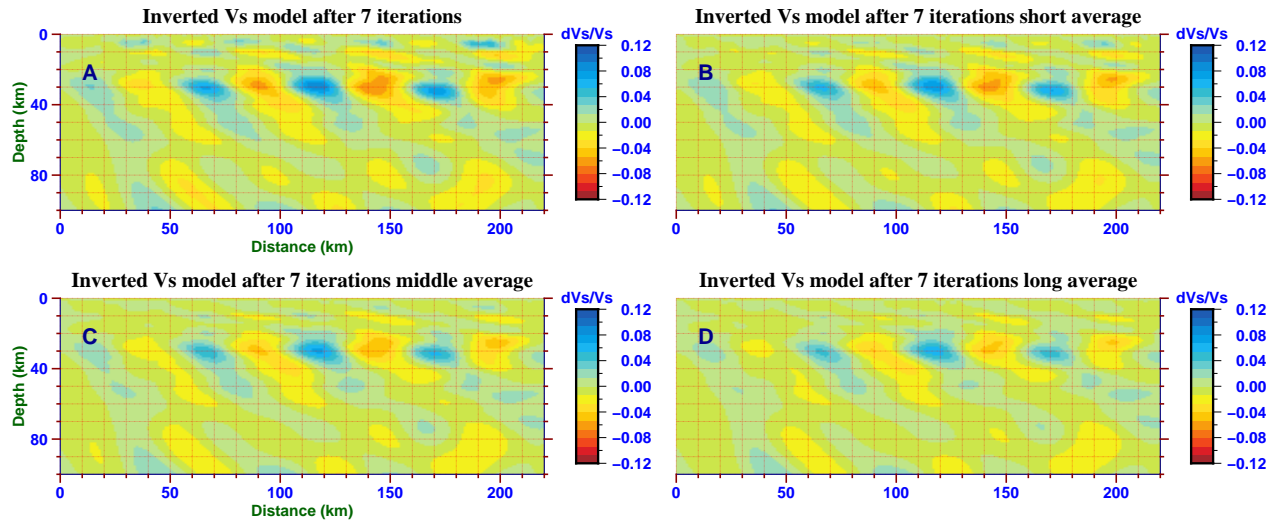 Inverted Vs model after 7 iterations
dVs/Vs
0
40
80
Depth (km)
A
0.12
0.08
0.04
0.00
−0.04
−0.08
−0.12
0 50 100 150 200
Distance (km)
Inverted Vs model after 7 iterations short average
dVs/Vs
B
0.12
0.08
0.04
0.00
−0.04
−0.08
−0.12
0 50 100 150 200
Inverted Vs model after 7 iterations middle average
dVs/Vs
0
40
80
Depth (km)
C
0.12
0.08
0.04
0.00
−0.04
−0.08
−0.12
0 50 100 150 200
Distance (km)
Inverted Vs model after 7 iterations long average
dVs/Vs
D
0.12
0.08
0.04
0.00
−0.04
−0.08
−0.12
0 50 100 150 200